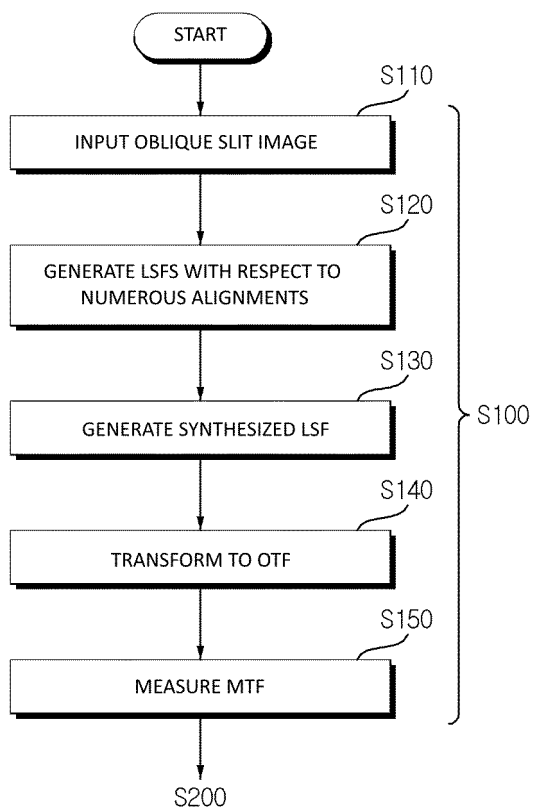 START
S110
INPUT OBLIQUE SLIT IMAGE
S120
GENERATE LSFS WITH RESPECT TO
NUMEROUS ALIGNMENTS
S130
GENERATE SYNTHESIZED LSF
S100
S140
TRANSFORM TO OTF
S150
MEASURE MTF
S200